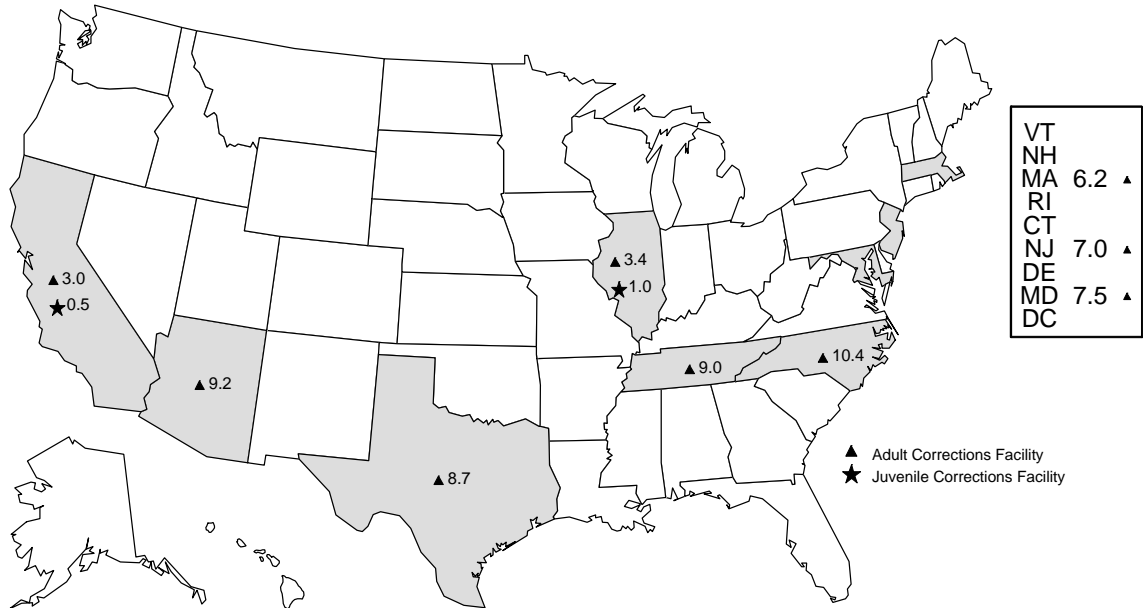 VT
NH
MA 6.2 ▲
RI
CT
NJ 7.0 ▲
DE
MD 7.5 ▲
DC
▲ 3.0
★ 0.5
▲ 3.4
★ 1.0
▲ 9.2
▲ 9.0
▲ 10.4
▲ 8.7
▲ Adult Corrections Facility
★ Juvenile Corrections Facility